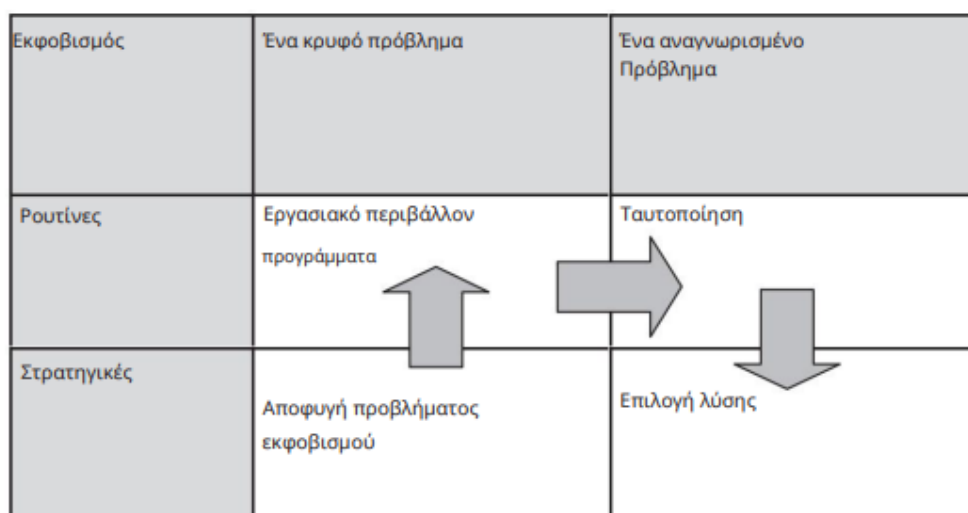 Εκφοβισμός
Ένα κρυφό πρόβλημα
Ένα αναγνωρισμένο
Πρόβλημα
Ρουτίνες
Εργασιακό περιβάλλον
προγράμματα
Ταυτοποίηση
Στρατηγικές
Αποφυγή προβλήματος
εκφοβισμού
Επιλογή λύσης